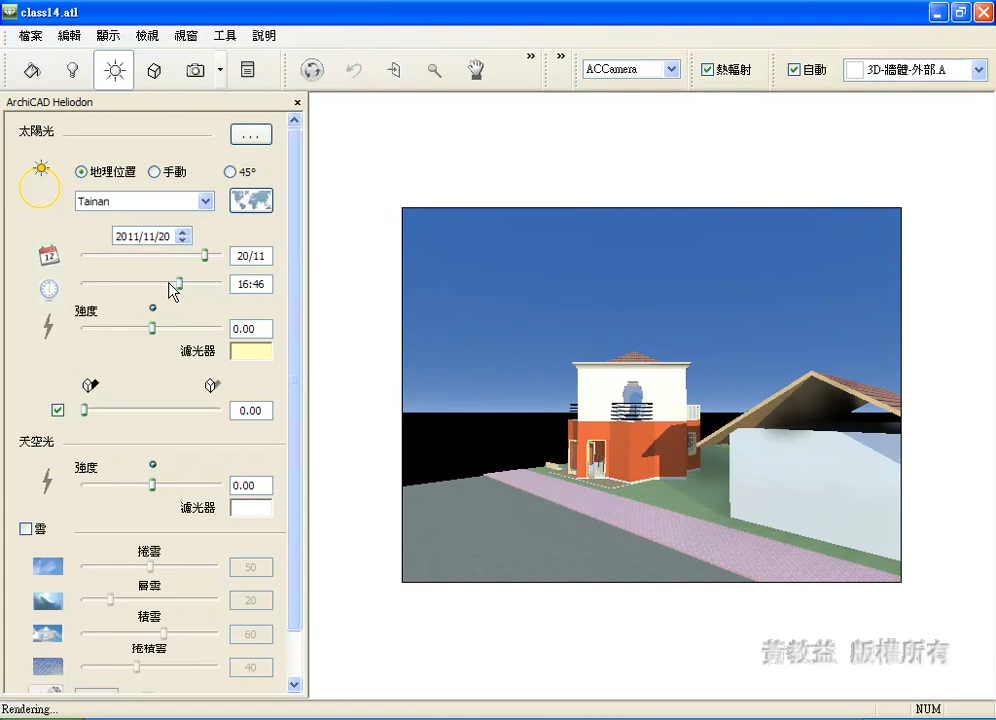 class14.atl
檔案 編輯 顯示 檢視 視窗 工具 說明
ACCamera 熱輻射 自動 3D-牆體-外部.A
ArchiCAD Heliodon
太陽光 ...
地理位置 手動 45°
Tainan
2011/11/20
12 20/11
16:46
強度
0.00
濾光器
0.00
天空光
強度
0.00
濾光器
雲
捲雲
50
層雲
20
積雲
60
捲積雲
40
黃教益 版權所有
Rendering... NUM